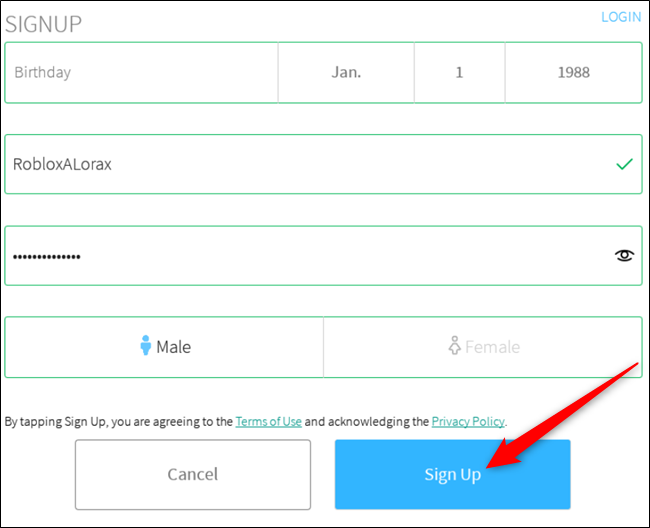 SIGNUP
LOGIN
Birthday Jan. 1 1988
RobloxALorax
••••••••••••••
Male Female
By tapping Sign Up, you are agreeing to the Terms of Use and acknowledging the Privacy Policy.
Cancel Sign Up